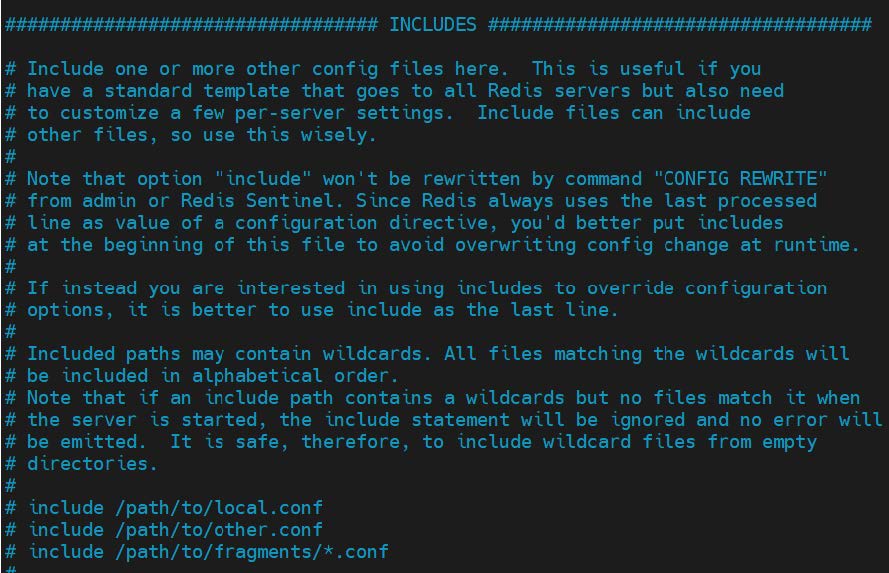 ################################## INCLUDES ###################################
# Include one or more other config files here.  This is useful if you
# have a standard template that goes to all Redis servers but also need
# to customize a few per-server settings.  Include files can include
# other files, so use this wisely.
#
# Note that option "include" won't be rewritten by command "CONFIG REWRITE"
# from admin or Redis Sentinel. Since Redis always uses the last processed
# line as value of a configuration directive, you'd better put includes
# at the beginning of this file to avoid overwriting config change at runtime.
#
# If instead you are interested in using includes to override configuration
# options, it is better to use include as the last line.
#
# Included paths may contain wildcards. All files matching the wildcards will
# be included in alphabetical order.
# Note that if an include path contains a wildcards but no files match it when
# the server is started, the include statement will be ignored and no error will
# be emitted.  It is safe, therefore, to include wildcard files from empty
# directories.
#
# include /path/to/local.conf
# include /path/to/other.conf
# include /path/to/fragments/*.conf
#